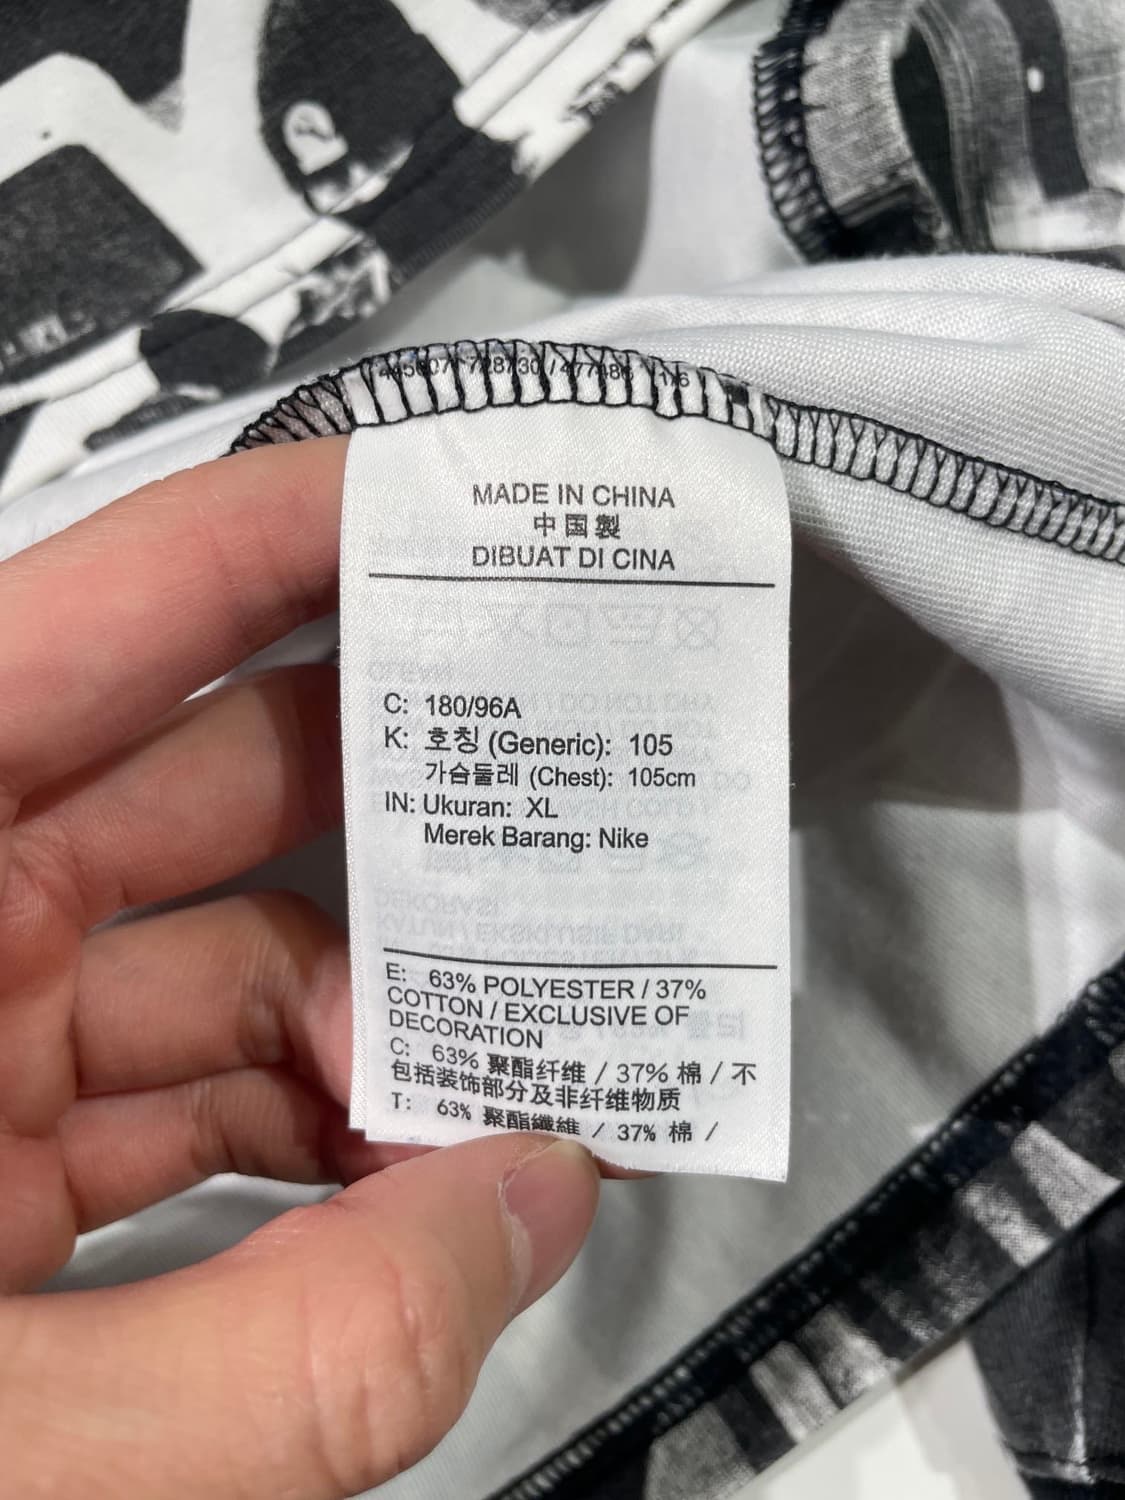 MADE IN CHINA
中国製
DIBUAT DI CINA
C: 180/96A
K: 호칭 (Generic): 105
가슴둘레 (Chest): 105cm
IN: Ukuran: XL
Merek Barang: Nike
E: 63% POLYESTER / 37%
COTTON / EXCLUSIVE OF
DECORATION
C: 63% 聚酯纤维 / 37% 棉 / 不
包括装饰部分及非纤维物质
T: 63% 聚酯纖維 / 37% 棉 /